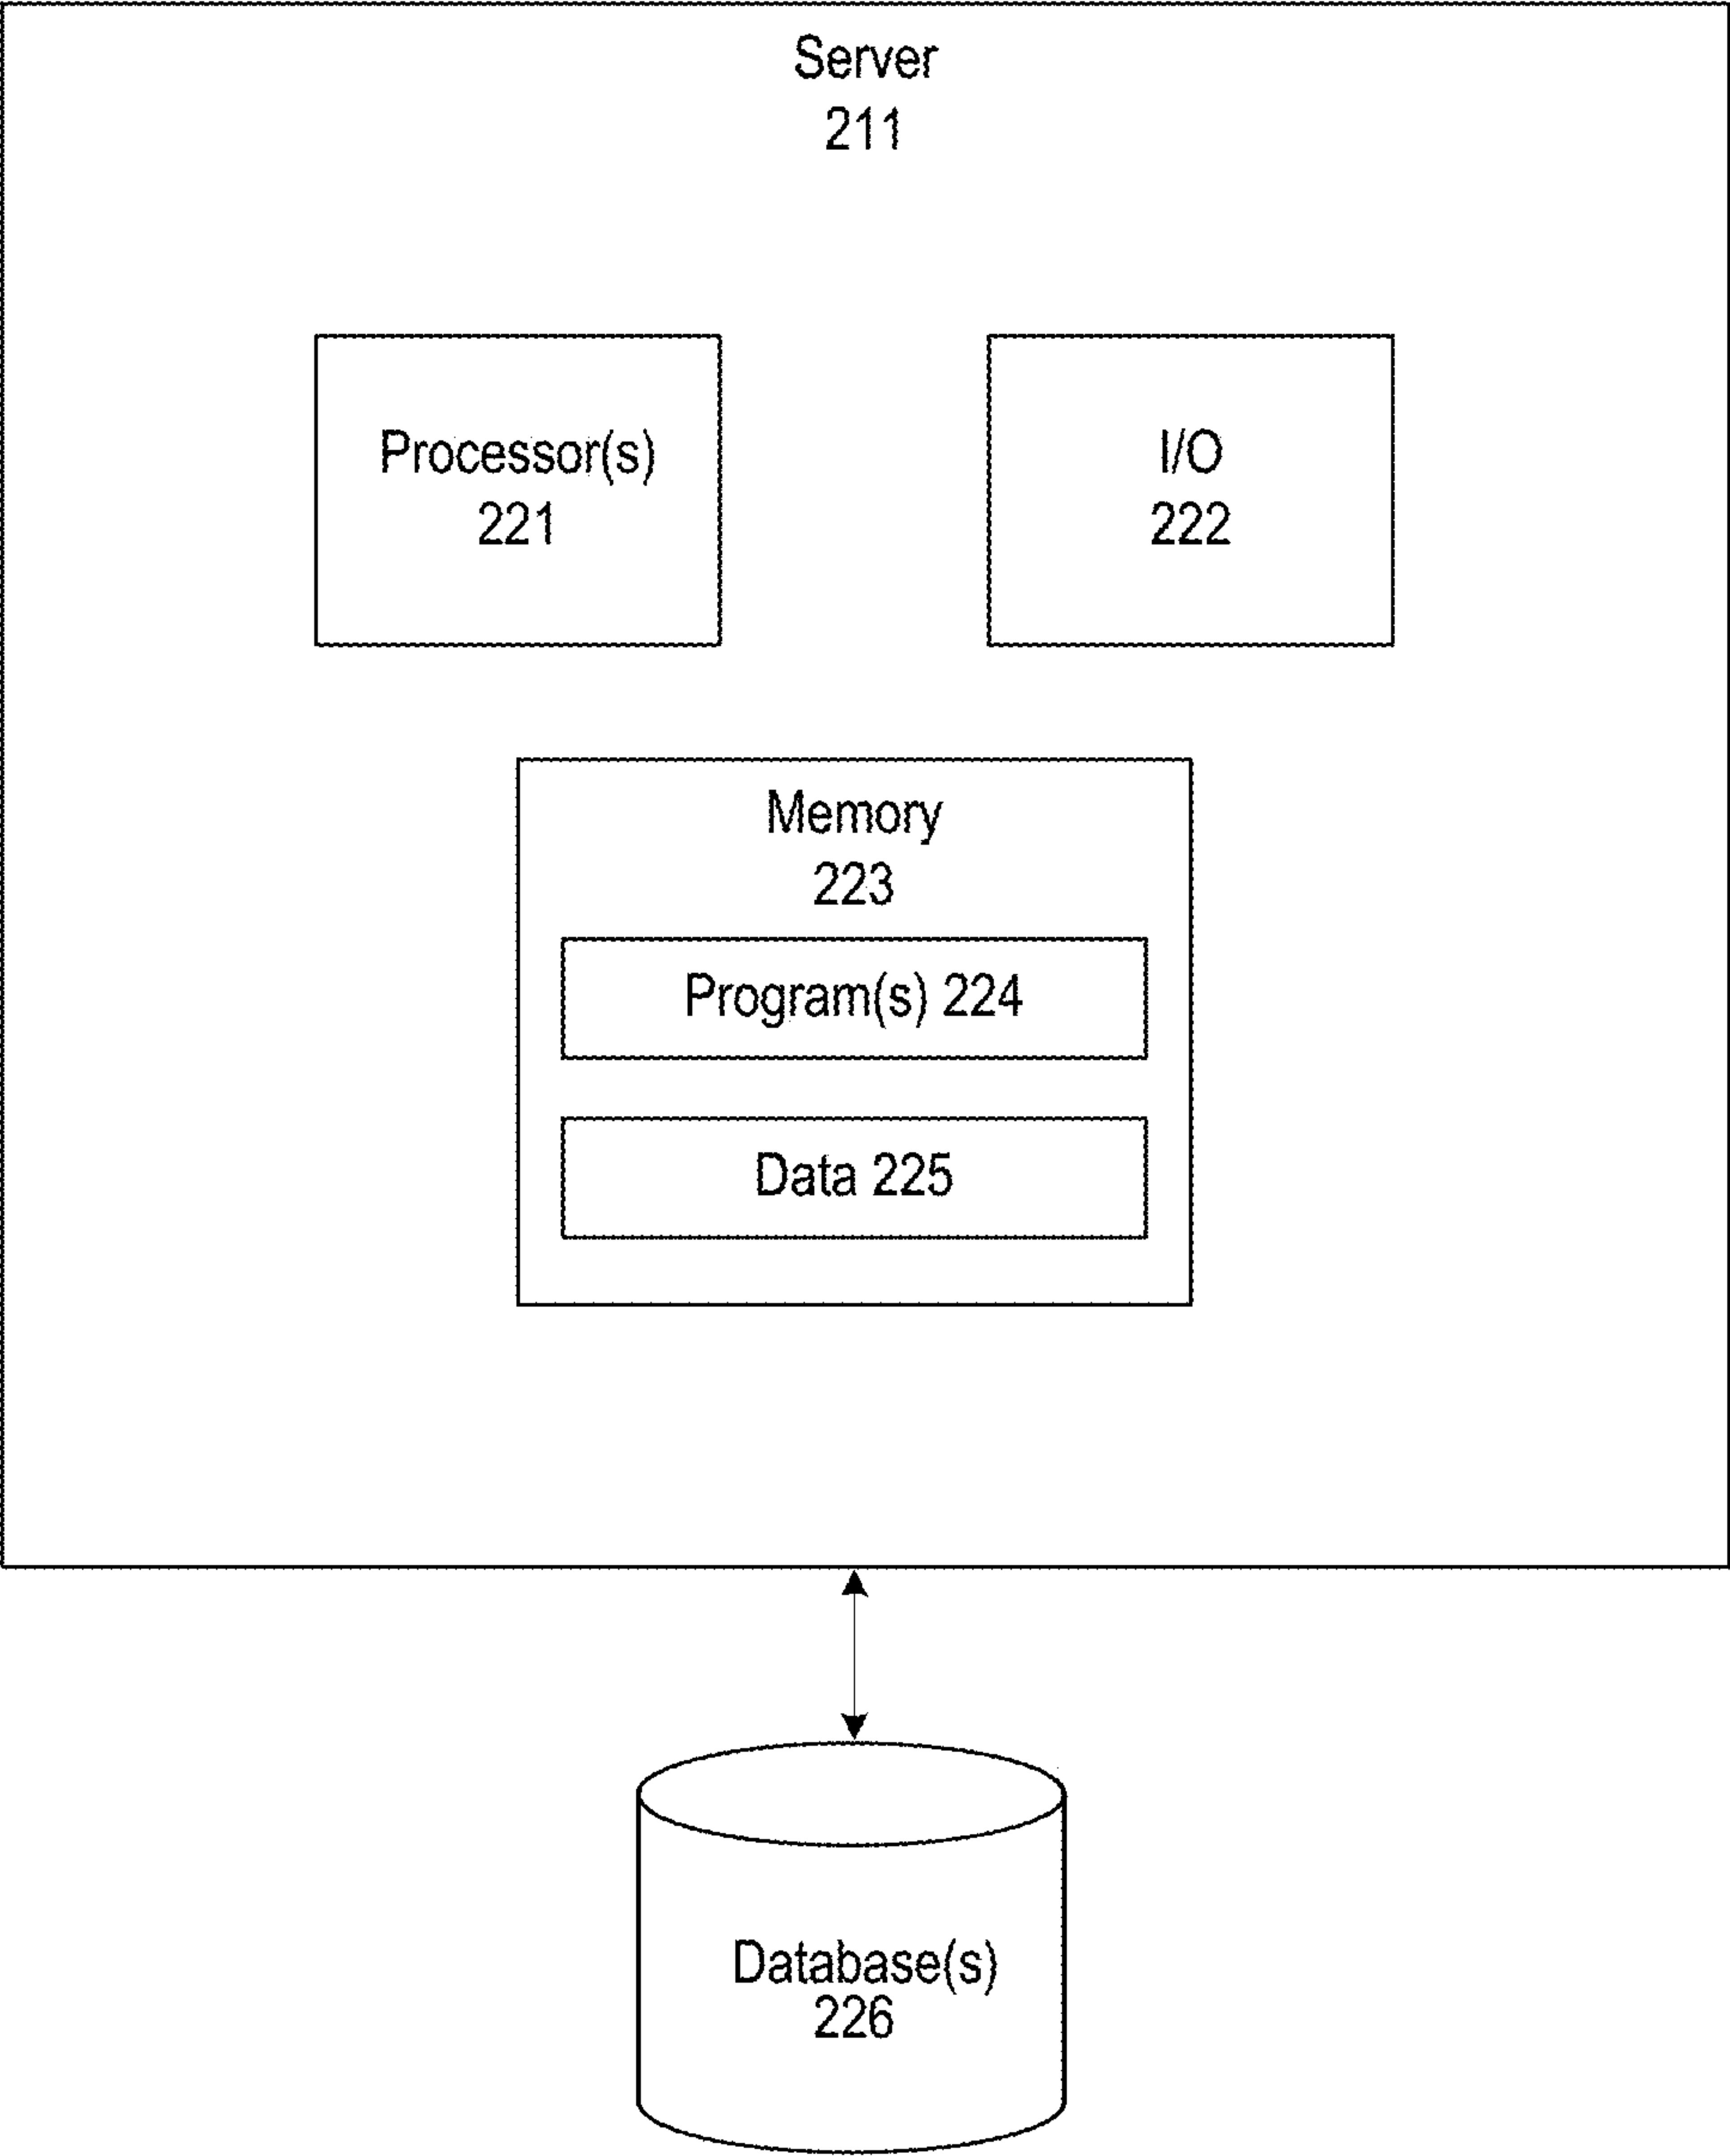 Server
211
Processor(s)
221
I/O
222
Memory
223
Program(s) 224
Data 225
Database(s)
226